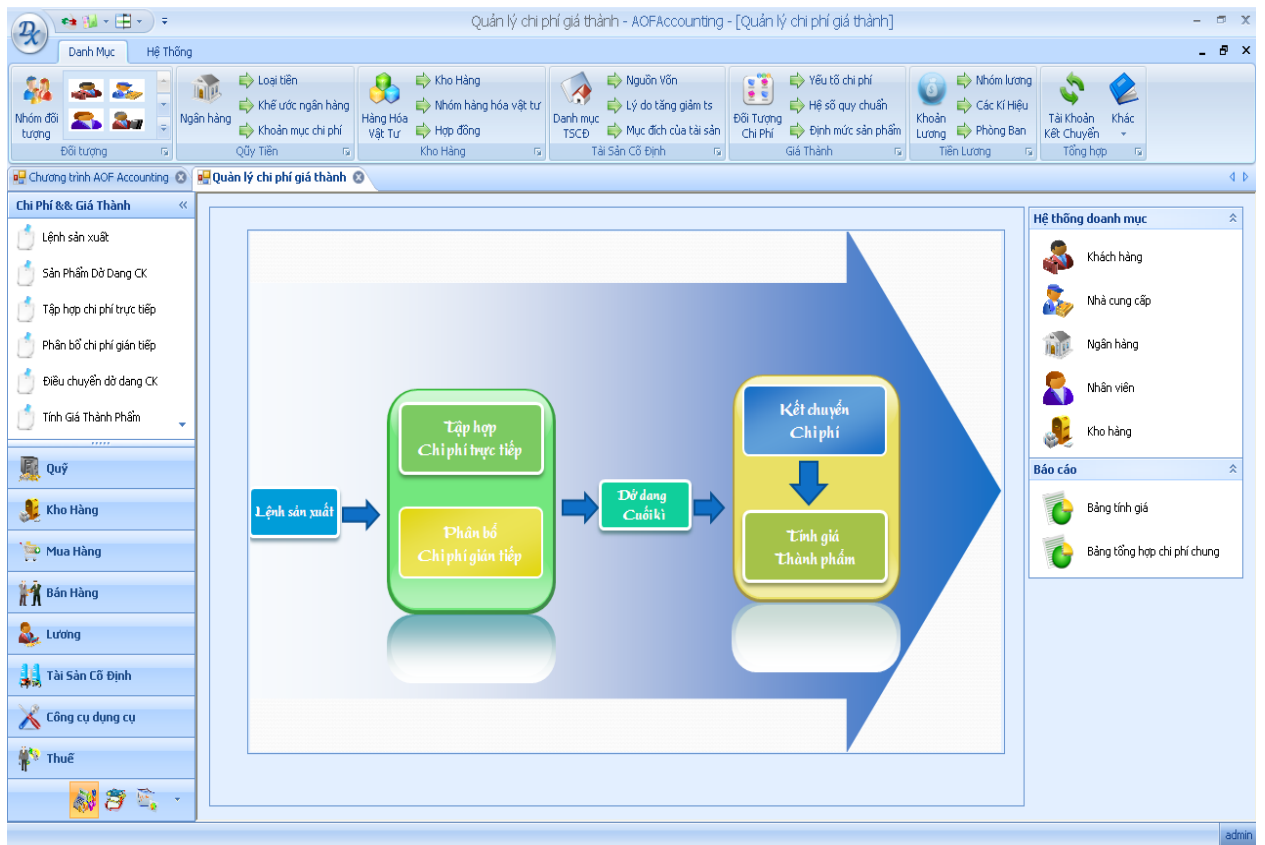 Quản lý chi phí giá thành - AOFAccounting - [Quản lý chi phí giá thành]
Danh Mục
Hệ Thống
Nhóm đối
tượng
Đối tượng
Ngân hàng
Loại tiền
Khế ước ngân hàng
Khoản mục chi phí
Qũy Tiền
Hàng Hóa
Vật Tư
Kho Hàng
Nhóm hàng hóa vật tư
Hợp đồng
Kho Hàng
Danh mục
TSCĐ
Nguồn Vốn
Lý do tăng giảm ts
Mục đích của tài sản
Tài Sản Cố Định
Đối Tượng
Chi Phí
Yếu tố chi phí
Hệ số quy chuẩn
Định mức sản phẩm
Giá Thành
Khoản
Lương
Nhóm lương
Các Kí Hiệu
Phòng Ban
Tiền Lương
Tài Khoản
Kết Chuyển
Khác
Tổng hợp
Chương trình AOF Accounting
Quản lý chi phí giá thành
Chi Phí && Giá Thành
Lệnh sản xuất
Sản Phẩm Dở Dang CK
Tập hợp chi phí trực tiếp
Phân bổ chi phí gián tiếp
Điều chuyển dở dang CK
Tính Giá Thành Phẩm
Quỹ
Kho Hàng
Mua Hàng
Bán Hàng
Lương
Tài Sản Cố Định
Công cụ dụng cụ
Thuế
Lệnh sản xuất
Tập hợp
Chi phí trực tiếp
Phân bổ
Chi phí gián tiếp
Dở dang
Cuối kì
Kết chuyển
Chi phí
Tính giá
Thành phẩm
Hệ thống doanh mục
Khách hàng
Nhà cung cấp
Ngân hàng
Nhân viên
Kho hàng
Báo cáo
Bảng tính giá
Bảng tổng hợp chi phí chung
admin